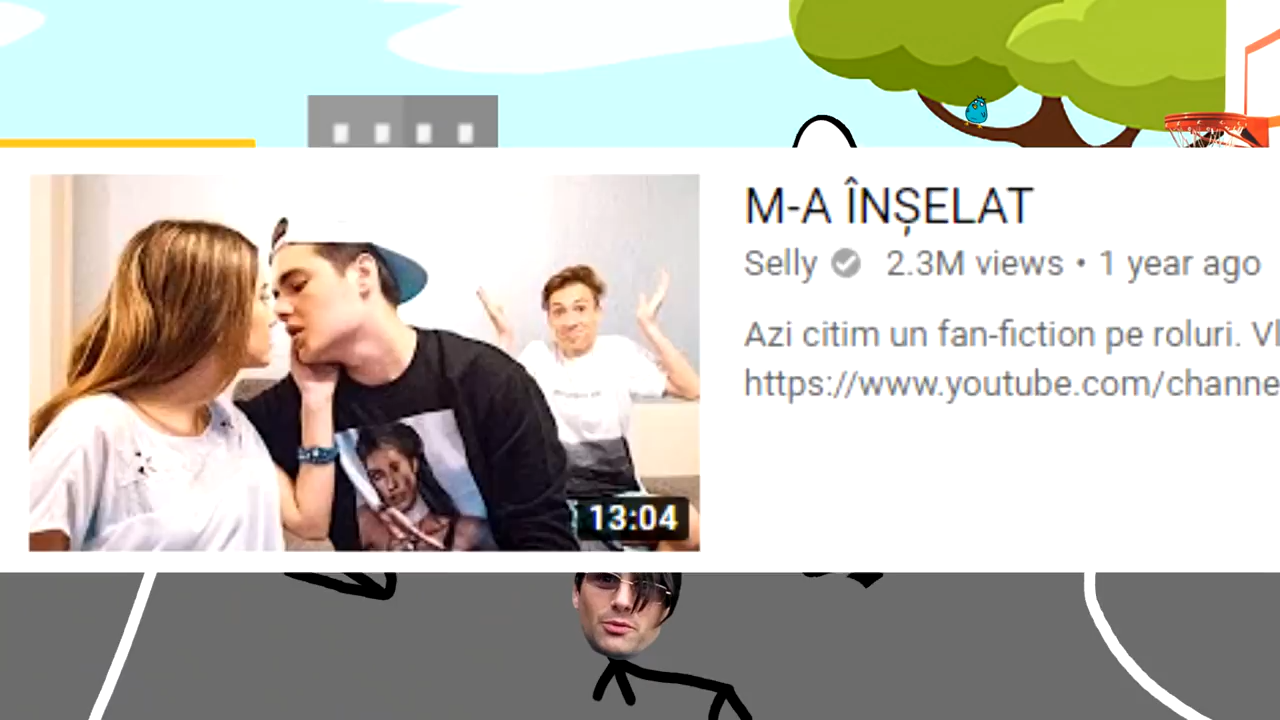 M-A ÎNȘELAT
Selly 2.3M views • 1 year ago
Azi citim un fan-fiction pe roluri.
https://www.youtube.com/channe
13:04